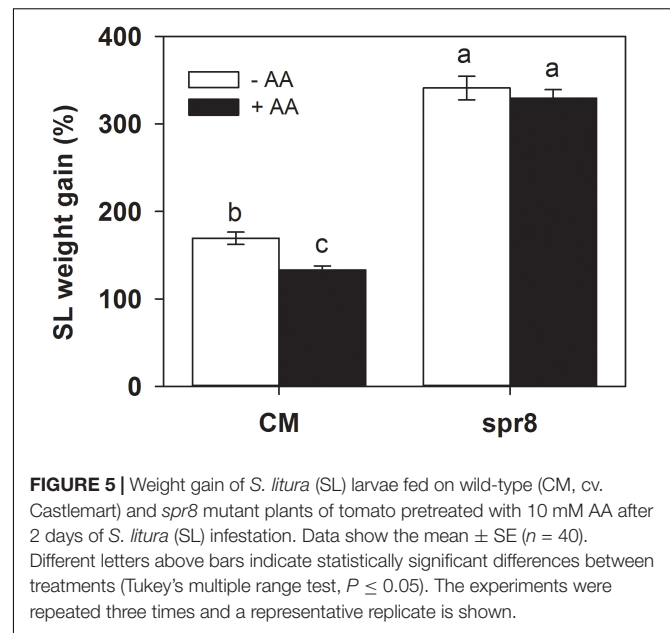 400
300
200
100
0
SL weight gain (%)
- AA
+ AA
b
c
a
a
CM
spr8
FIGURE 5 | Weight gain of S. litura (SL) larvae fed on wild-type (CM, cv.
Castlemart) and spr8 mutant plants of tomato pretreated with 10 mM AA after
2 days of S. litura (SL) infestation. Data show the mean ± SE (n = 40).
Different letters above bars indicate statistically significant differences between
treatments (Tukey's multiple range test, P ≤ 0.05). The experiments were
repeated three times and a representative replicate is shown.